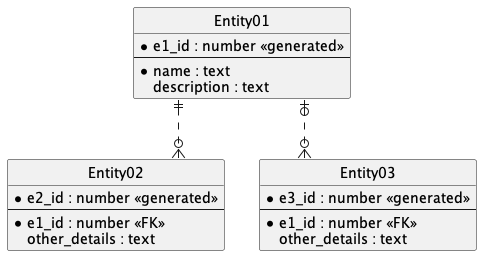 Entity01
e1_id : number «generated»
name : text
description : text
Entity02
e2_id : number «generated»
e1_id : number «FK»
other_details : text
Entity03
e3_id : number «generated»
e1_id : number «FK»
other_details : text